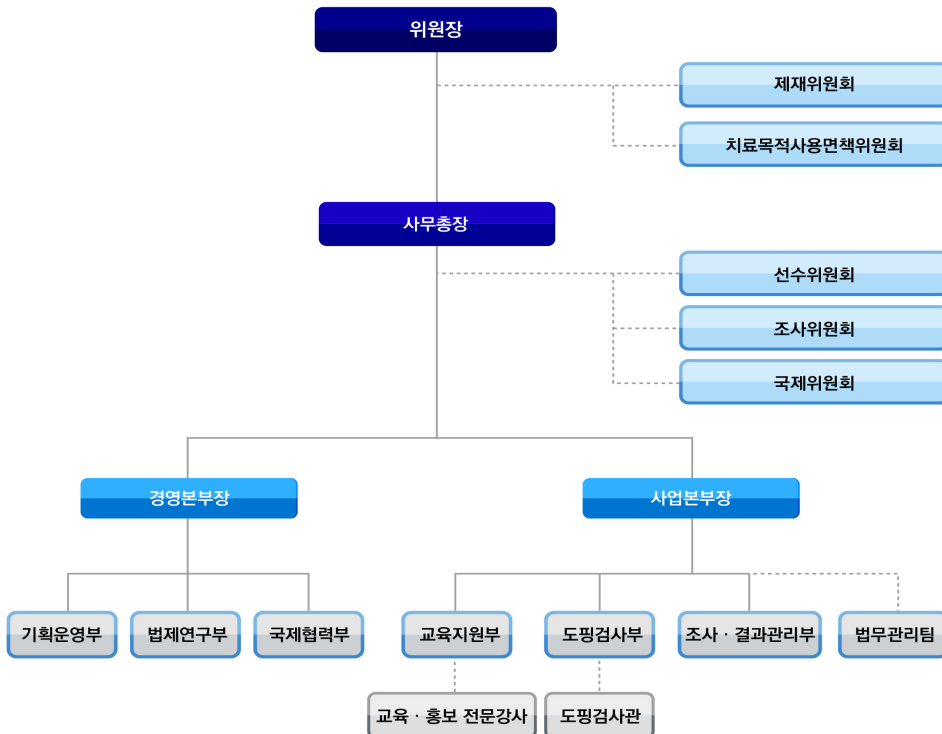 위원장
제재위원회
치료목적사용면책위원회
사무총장
선수위원회
조사위원회
국제위원회
경영본부장
사업본부장
기획운영부
법제연구부
국제협력부
교육지원부
도핑검사부
조사 · 결과관리부
법무관리팀
교육 · 홍보 전문강사
도핑검사관